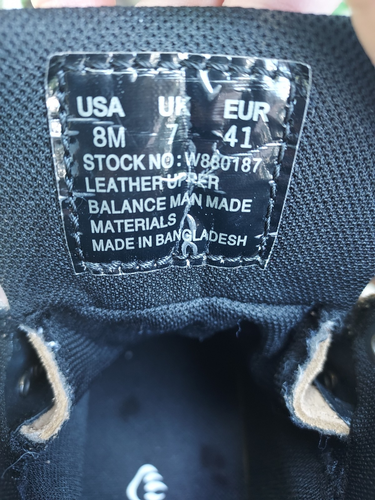 USA UK EUR
8M 7 41
STOCK NO: W880187
LEATHER UPPER
BALANCE MAN MADE
MATERIALS
MADE IN BANGLADESH